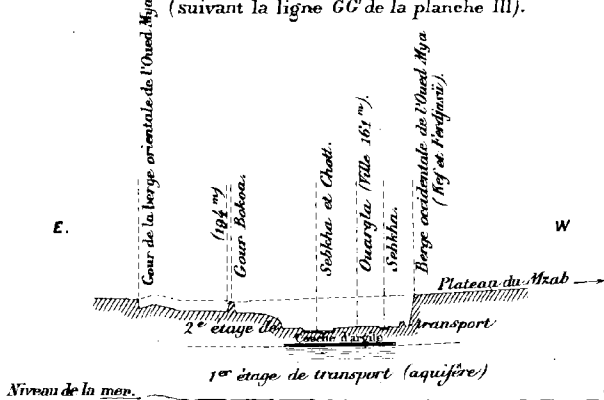 (suivant la ligne GG' de la planche III).
Gour de la berge orientale de l'Oued Mya
(194 m)
Gour Bokoa.
Sebkha et Chott.
Ouargla (Ville 161 m).
Sebkha.
Berge occidentale de l'Oued Mya
(Kef et Ferdjasü)
E.
W
Plateau du Mzab
2e étage de transport
Couche d'argile
1er étage de transport (aquifère)
Niveau de la mer.